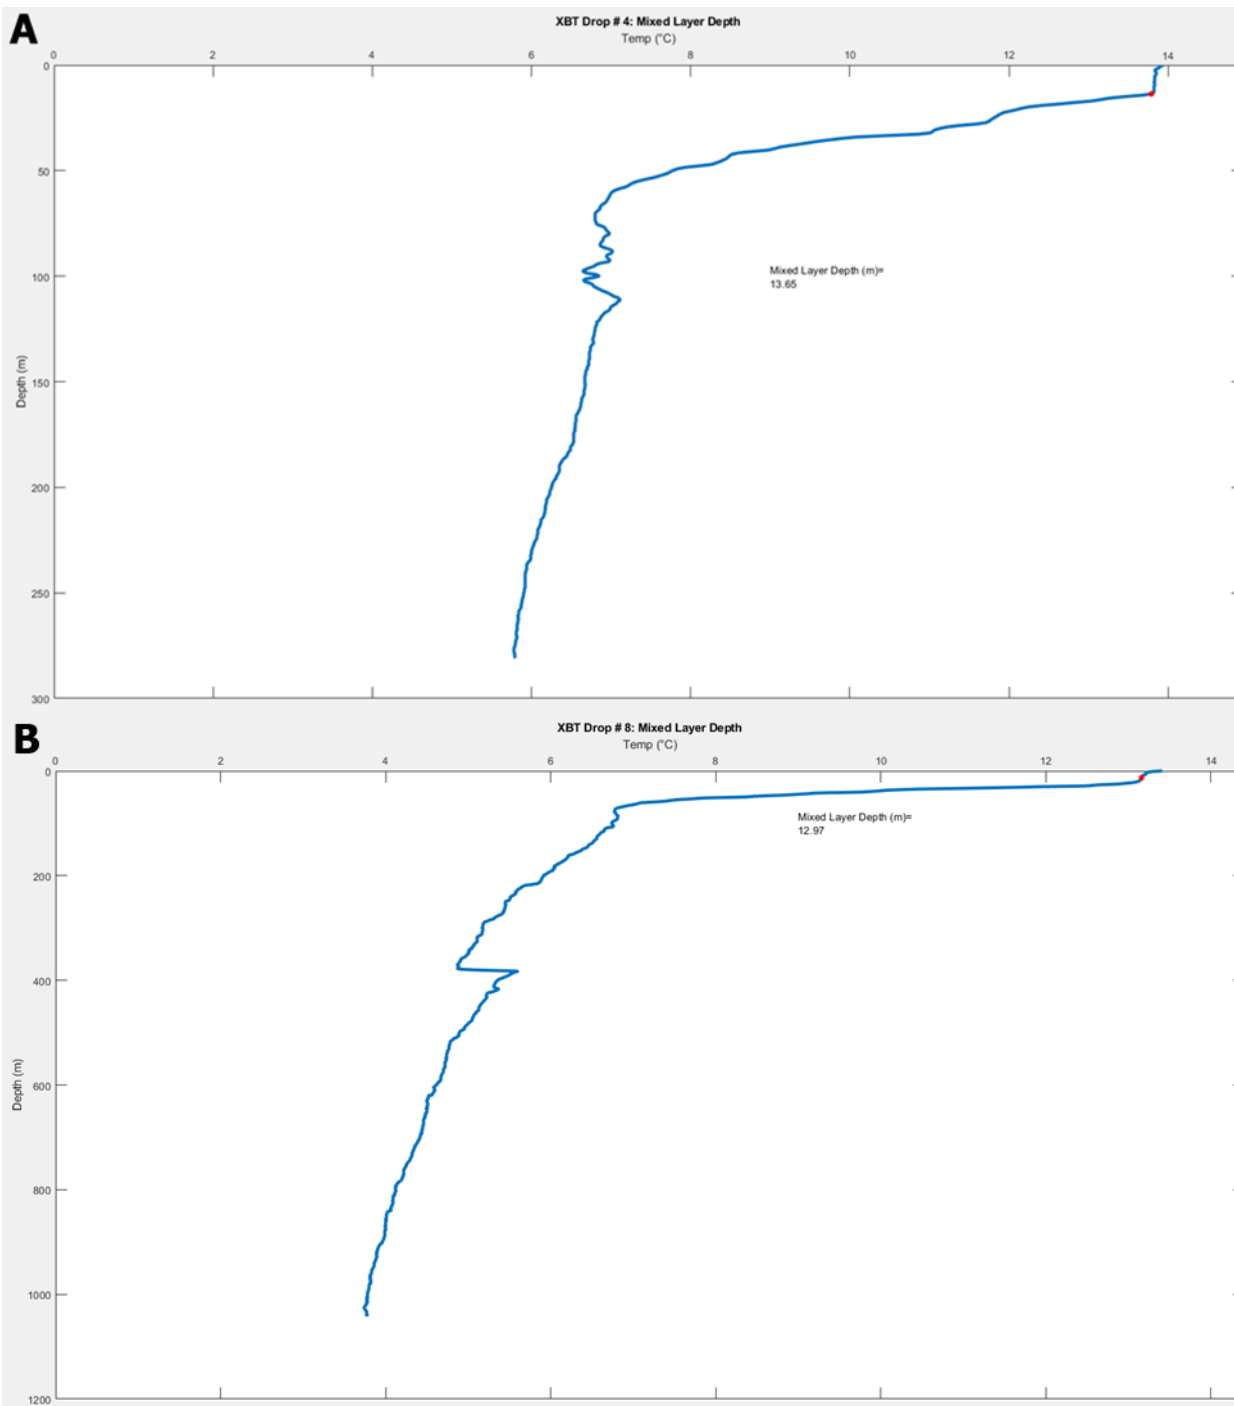 A
XBT Drop # 4: Mixed Layer Depth
Temp (°C)
0 2 4 6 8 10 12 14
0
50
100
150
200
250
300
Depth (m)
Mixed Layer Depth (m)=
13.65
B
XBT Drop # 8: Mixed Layer Depth
Temp (°C)
0 2 4 6 8 10 12 14
0
200
400
600
800
1000
1200
Depth (m)
Mixed Layer Depth (m)=
12.97